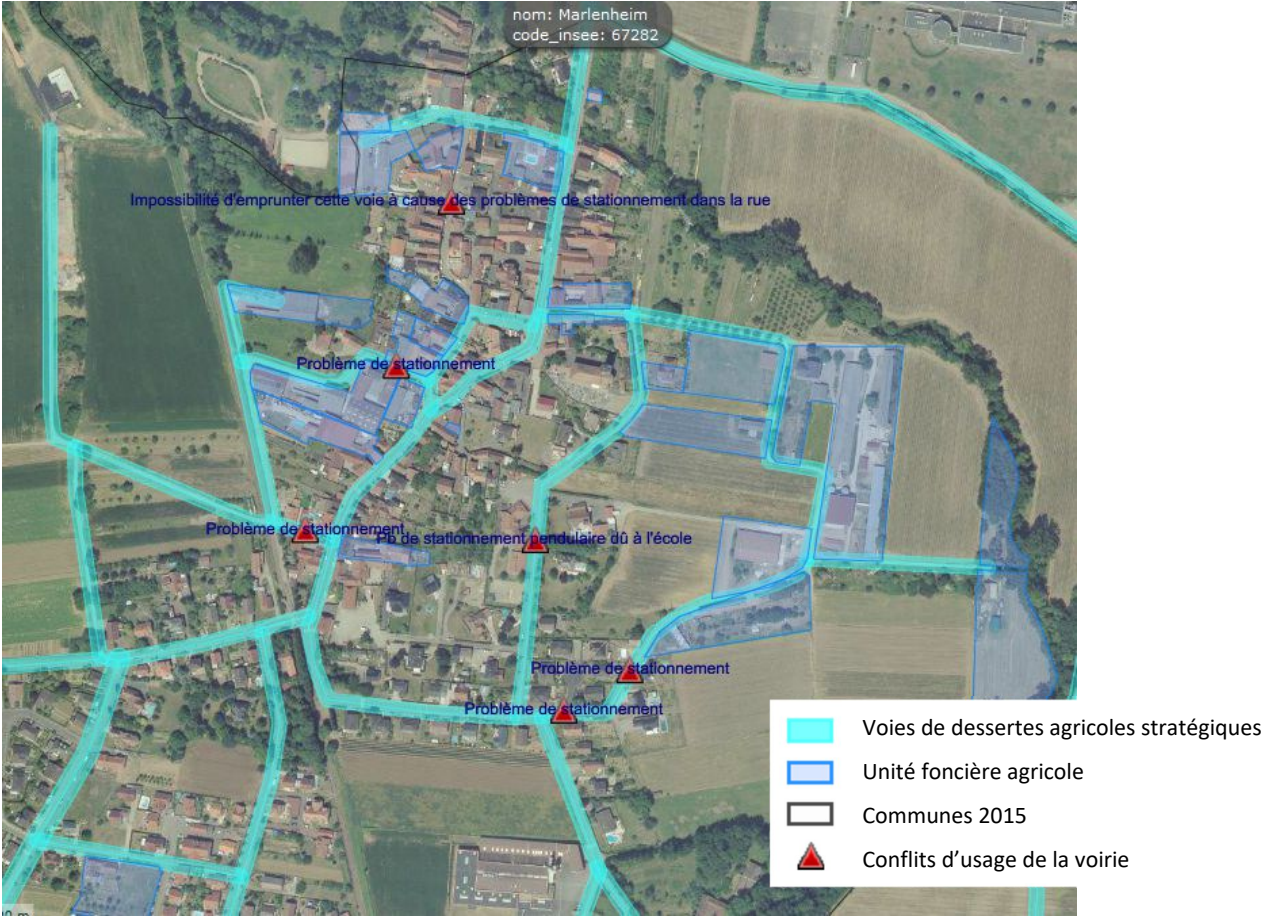 nom: Marlenheim
code_insee: 67282
Impossibilité d'emprunter cette voie à cause des problèmes de stationnement dans la rue
Problème de stationnement
Problème de stationnement
Pb de stationnement pendulaire dû à l'école
Problème de stationnement
Problème de stationnement
Voies de dessertes agricoles stratégiques
Unité foncière agricole
Communes 2015
Conflits d'usage de la voirie